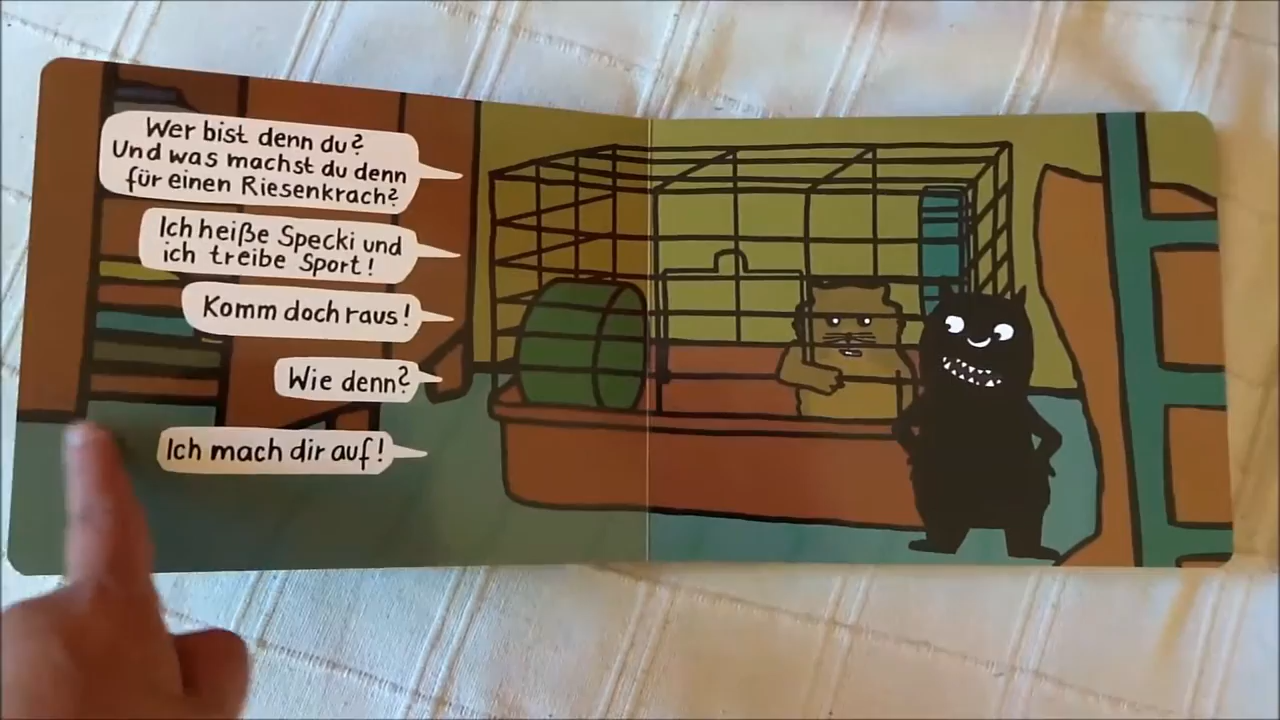 Wer bist denn du?
Und was machst du denn
für einen Riesenkrach?
Ich heiße Specki und
ich treibe Sport!
Komm doch raus!
Wie denn?
Ich mach dir auf!